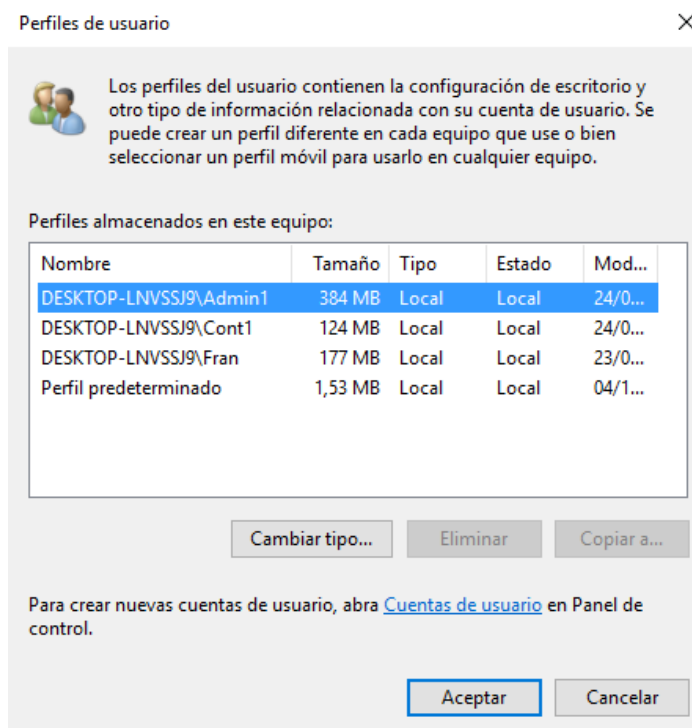 Perfiles de usuario
Los perfiles del usuario contienen la configuración de escritorio y
otro tipo de información relacionada con su cuenta de usuario. Se
puede crear un perfil diferente en cada equipo que use o bien
seleccionar un perfil móvil para usarlo en cualquier equipo.
Perfiles almacenados en este equipo:
Nombre Tamaño Tipo Estado Mod...
DESKTOP-LNVSSJ9\Admin1 384 MB Local Local 24/0...
DESKTOP-LNVSSJ9\Cont1 124 MB Local Local 24/0...
DESKTOP-LNVSSJ9\Fran 177 MB Local Local 23/0...
Perfil predeterminado 1,53 MB Local Local 04/1...
Cambiar tipo... Eliminar Copiar a...
Para crear nuevas cuentas de usuario, abra Cuentas de usuario en Panel de
control.
Aceptar Cancelar